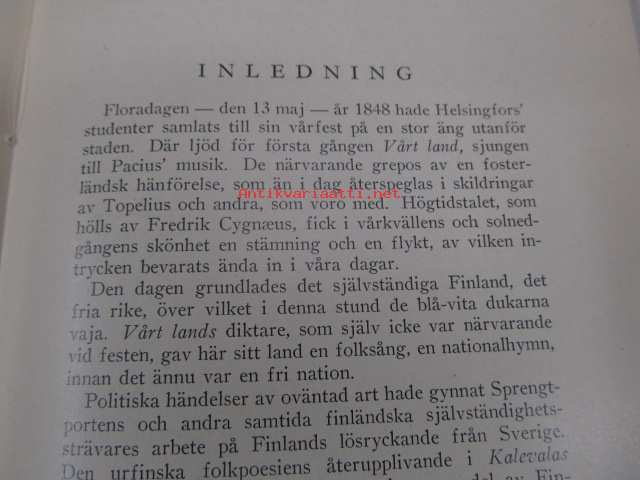 INLEDNING
Floradagen — den 13 maj — år 1848 hade Helsingfors'
studenter samlats till sin vårfest på en stor äng utanför
staden. Där ljöd för första gången Vårt land, sjungen
till Pacius' musik. De närvarande grepos av en foster-
ländsk hänförelse, som än i dag återspeglas i skildringar
Antikvariaatti.net
av Topelius och andra, som voro med. Högtidstalet, som
hölls av Fredrik Cygnæus, fick i vårkvällens och solned-
gångens skönhet en stämning och en flykt, av vilken in-
trycken bevarats ända in i våra dagar.
Den dagen grundlades det självständiga Finland, det
fria rike, över vilket i denna stund de blå-vita dukarna
vaja. Vårt lands diktare, som själv icke var närvarande
vid festen, gav här sitt land en folksång, en nationalhymn,
innan det ännu var en fri nation.
Politiska händelser av oväntad art hade gynnat Sprengt-
portens och andra samtida finländska självständighets-
strävares arbete på Finlands lösryckande från Sverige.
Den urfinska folkpoesiens återupplivande i Kalevalas